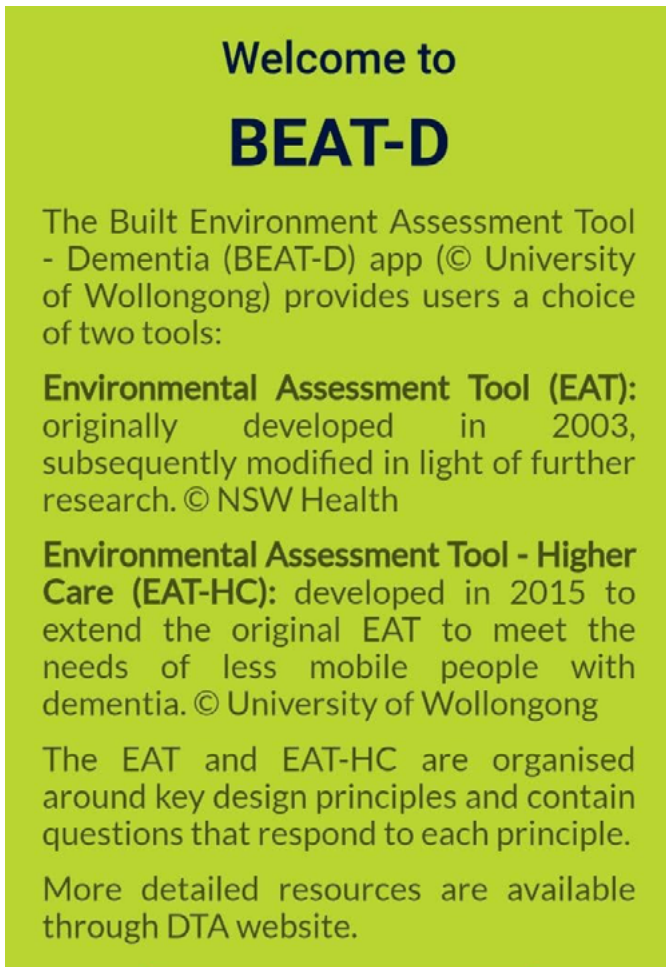 Welcome to
BEAT-D
The Built Environment Assessment Tool
- Dementia (BEAT-D) app (© University
of Wollongong) provides users a choice
of two tools:
Environmental Assessment Tool (EAT):
originally developed in 2003,
subsequently modified in light of further
research. © NSW Health
Environmental Assessment Tool - Higher
Care (EAT-HC): developed in 2015 to
extend the original EAT to meet the
needs of less mobile people with
dementia. © University of Wollongong
The EAT and EAT-HC are organised
around key design principles and contain
questions that respond to each principle.
More detailed resources are available
through DTA website.